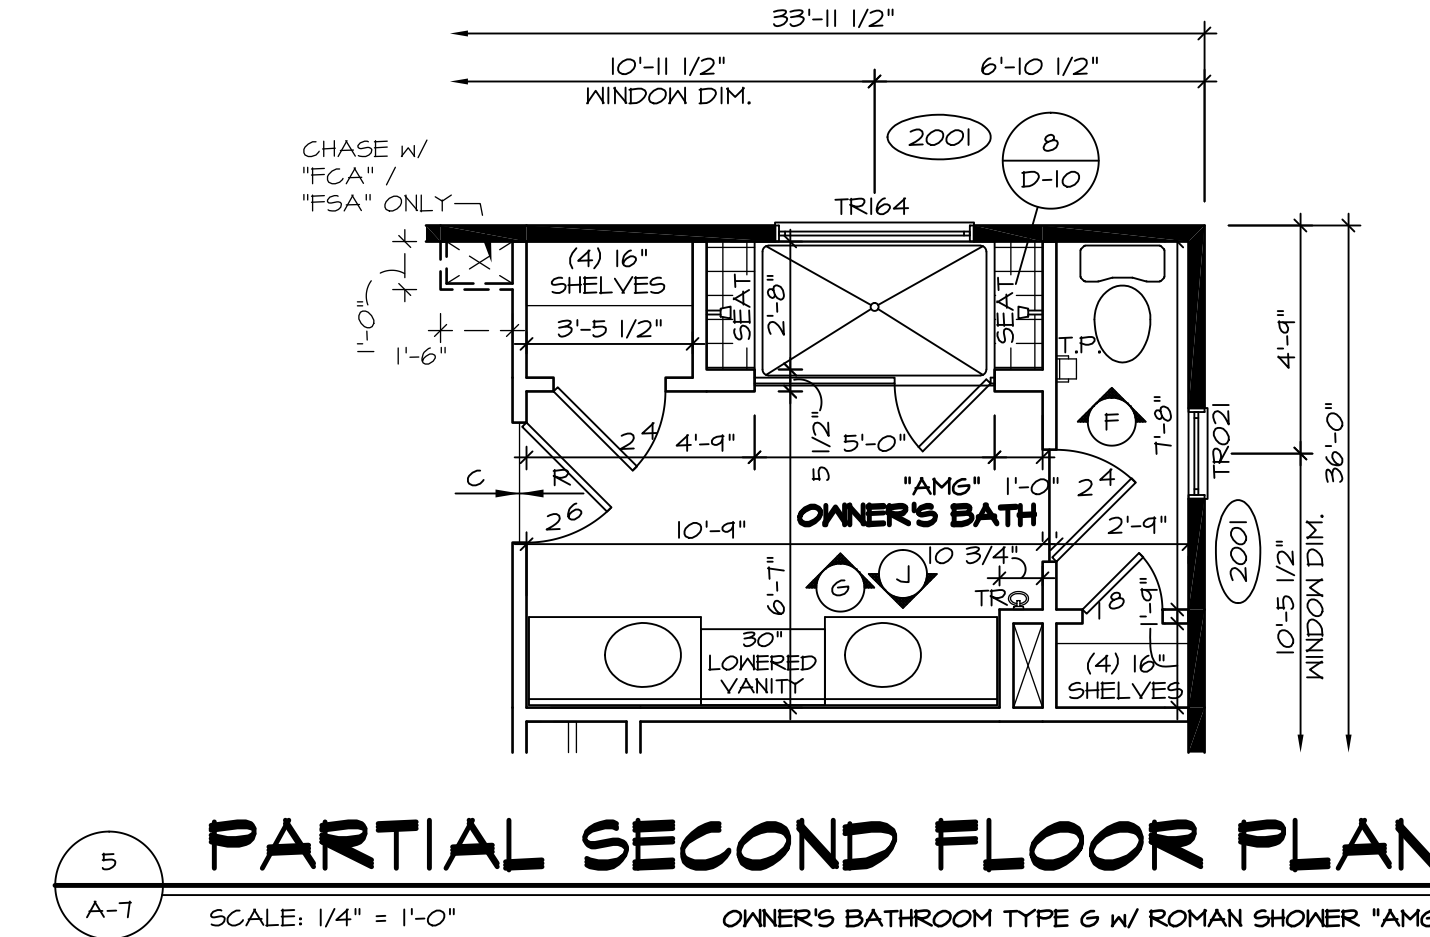 33'-11 1/2"
10'-11 1/2"
6'-10 1/2"
WINDOW DIM.
2001
8
D-10
CHASE w/
"FCA" /
"FSA" ONLY
TR164
(4) 16"
SHELVES
3'-5 1/2"
SEAT
2'-8"
SEAT
1'-0"
1'-6"
T.P.
F
7'-8"
TR021
4'-9"
36'-0"
2 4
4'-9"
5 1/2"
5'-0"
C
R
2 6
"AMG"
1'-0"
OWNER'S BATH
2 4
10'-9"
2'-9"
10 3/4"
2001
10'-5 1/2"
WINDOW DIM.
6'-7"
G
J
TR
1 8
1'-9"
30"
LOWERED
VANITY
(4) 16"
SHELVES
PARTIAL SECOND FLOOR PLAN
5
A-7
SCALE: 1/4" = 1'-0"
OWNER'S BATHROOM TYPE G w/ ROMAN SHOWER "AMG